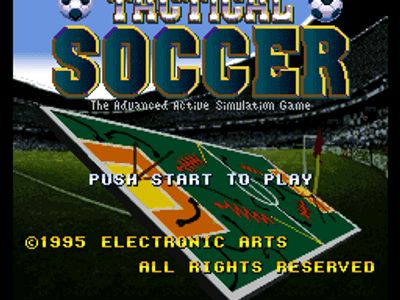 TACTICAL
SOCCER
The Advanced Active Simulation Game
PUSH START TO PLAY
©1995 ELECTRONIC ARTS
ALL RIGHTS RESERVED